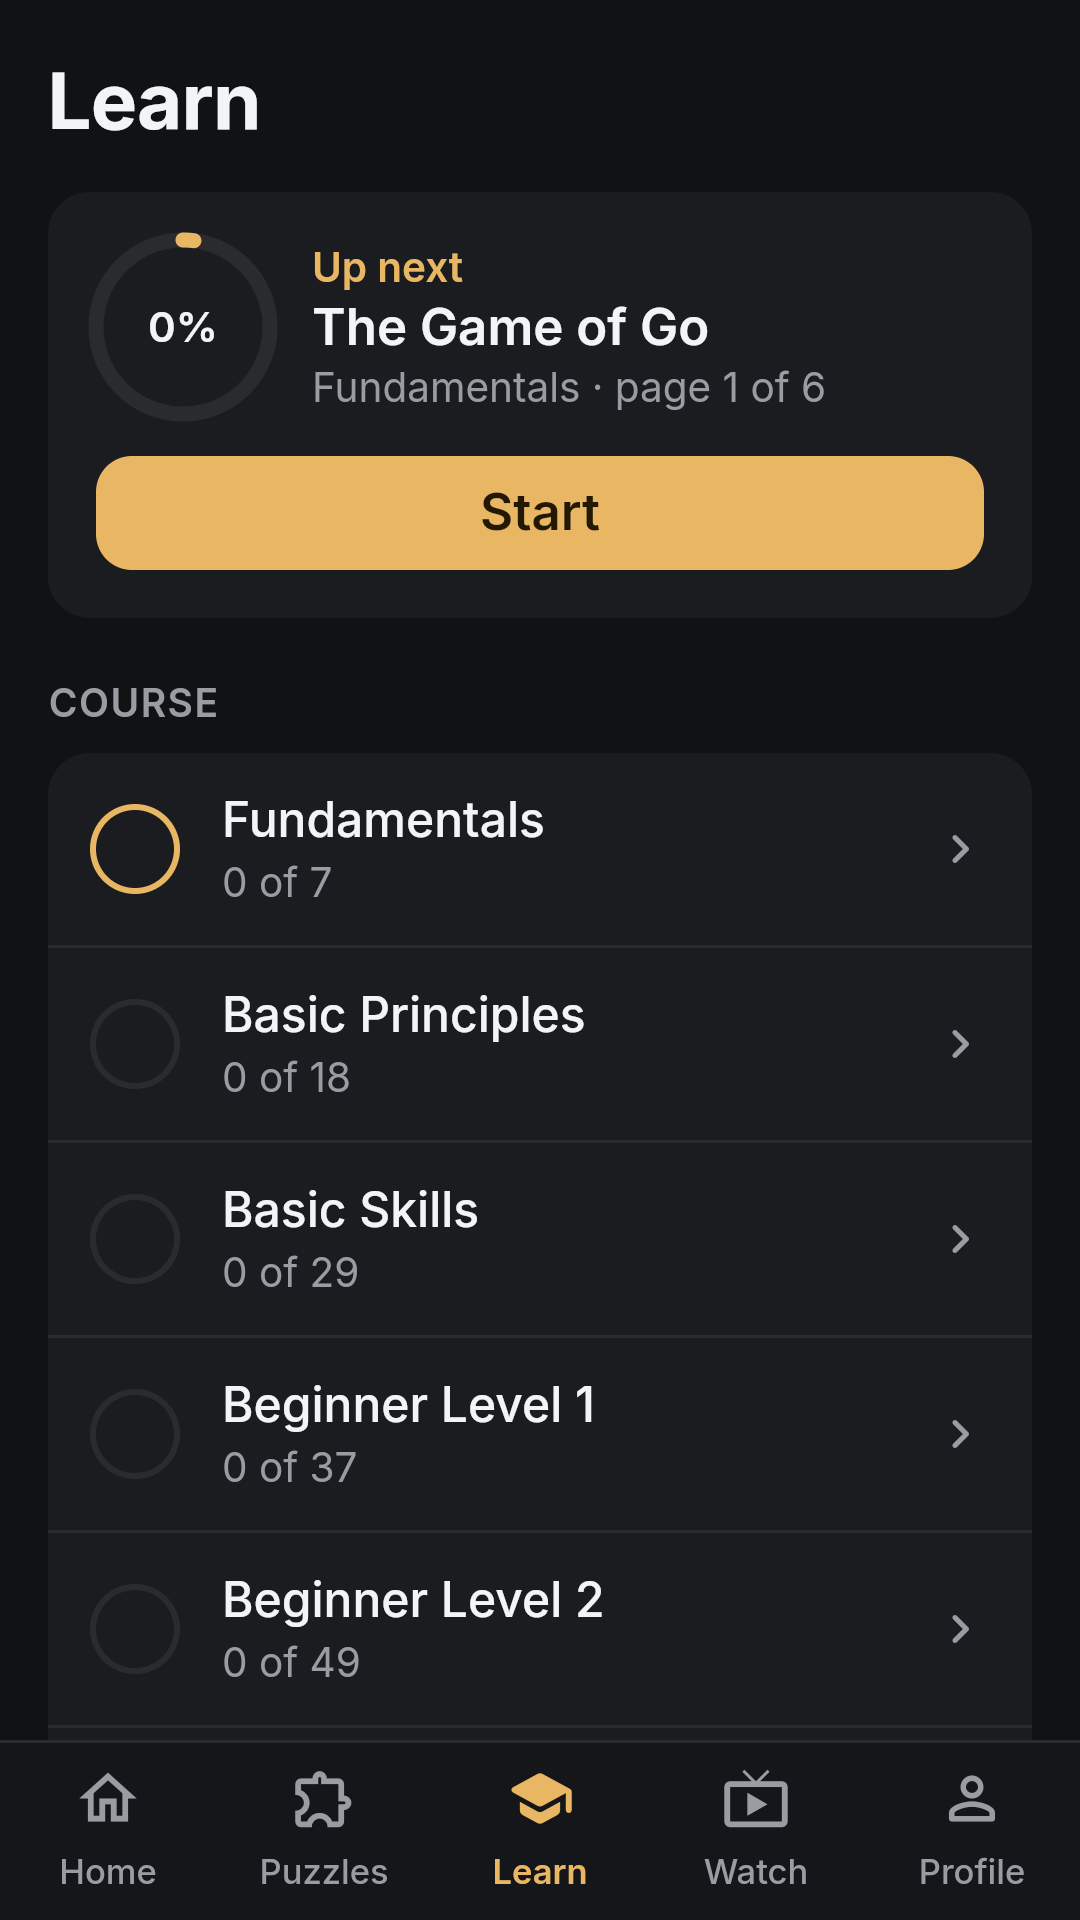 Learn
0%
Up next
The Game of Go
Fundamentals · page 1 of 6
Start
COURSE
Fundamentals
0 of 7
Basic Principles
0 of 18
Basic Skills
0 of 29
Beginner Level 1
0 of 37
Beginner Level 2
0 of 49
Home
Puzzles
Learn
Watch
Profile